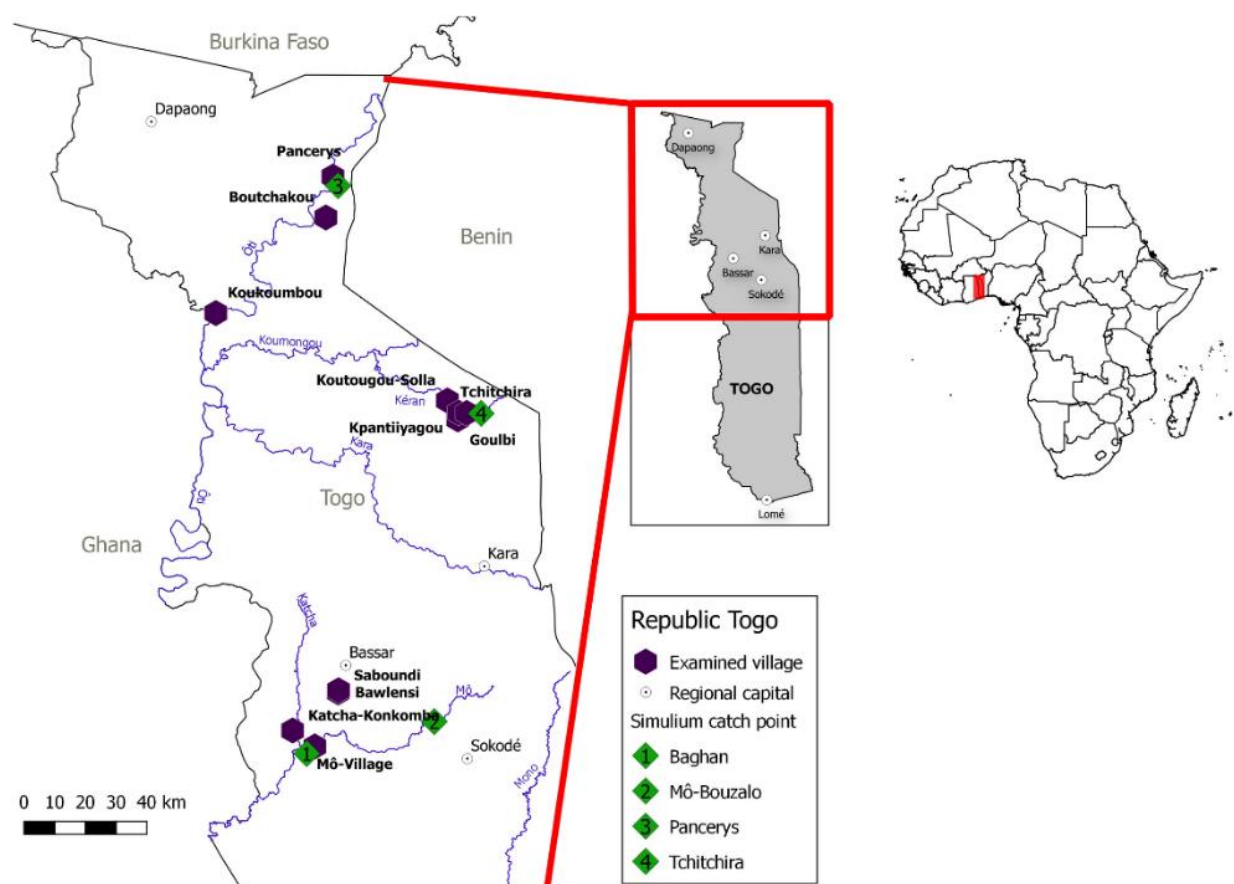 Burkina Faso
Dapaong
Pancerys
3
Boutchakou
Benin
Ôti
Koukoumbou
Koumongou
Koutougou-Solla
Tchitchira
Kéran
4
Kpantiiyagou
Goulbi
Kara
Ôti
Togo
Ghana
Kara
Katcha
Bassar
Saboundi
Bawlensi
Mô
Katcha-Konkomba
2
1
Mô-Village
Sokodé
Mono
0 10 20 30 40 km
Dapaong
Kara
Bassar
Sokodé
TOGO
Lomé
Republic Togo
Examined village
Regional capital
Simulium catch point
1 Baghan
2 Mô-Bouzalo
3 Pancerys
4 Tchitchira